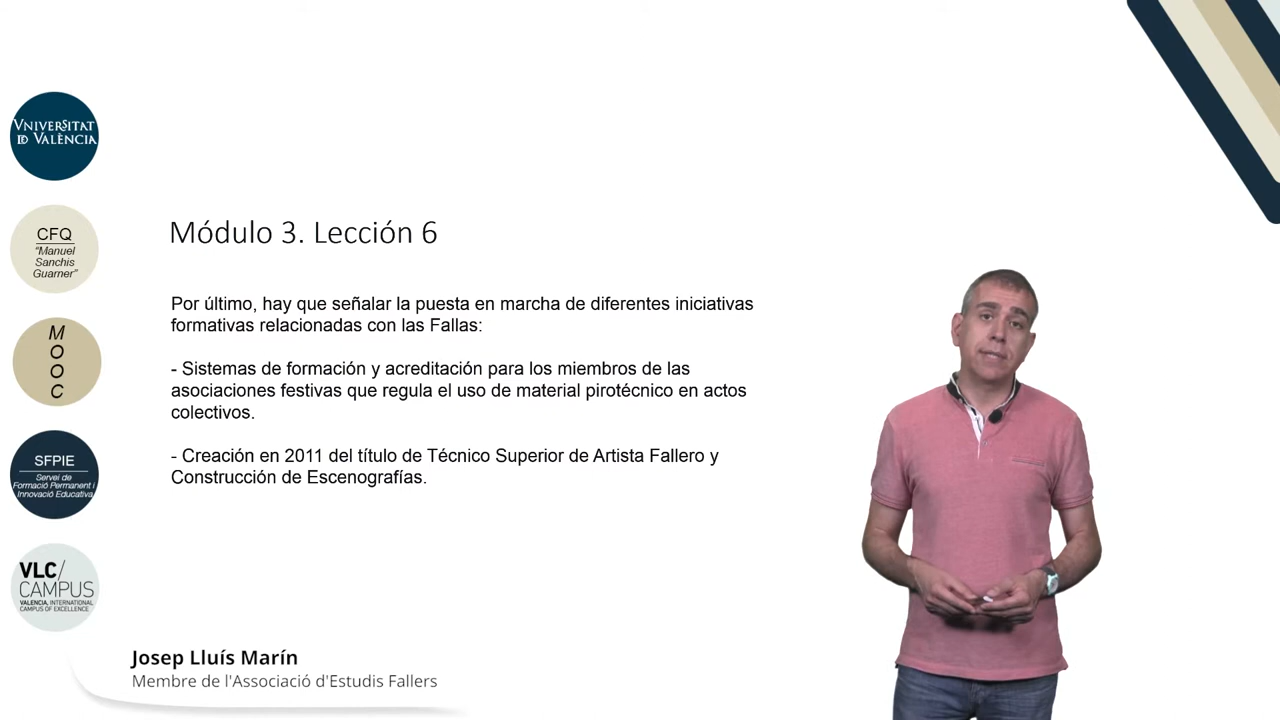 VNIVERSITAT
ID VALÈNCIA
CFQ
"Manuel
Sanchis
Guarner"
M
O
O
C
SFPIE
Servei de
Formació Permanent i
Innovació Educativa
VLC/
CAMPUS
VALENCIA, INTERNATIONAL
CAMPUS OF EXCELLENCE
Módulo 3. Lección 6
Por último, hay que señalar la puesta en marcha de diferentes iniciativas
formativas relacionadas con las Fallas:
- Sistemas de formación y acreditación para los miembros de las
asociaciones festivas que regula el uso de material pirotécnico en actos
colectivos.
- Creación en 2011 del título de Técnico Superior de Artista Fallero y
Construcción de Escenografías.
Josep Lluís Marín
Membre de l'Associació d'Estudis Fallers